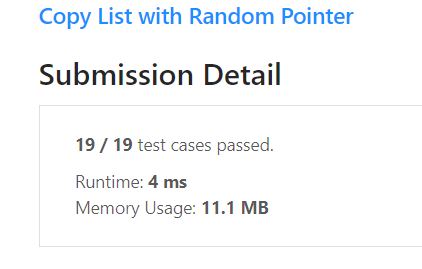 Copy List with Random Pointer
Submission Detail
19 / 19 test cases passed.
Runtime: 4 ms
Memory Usage: 11.1 MB